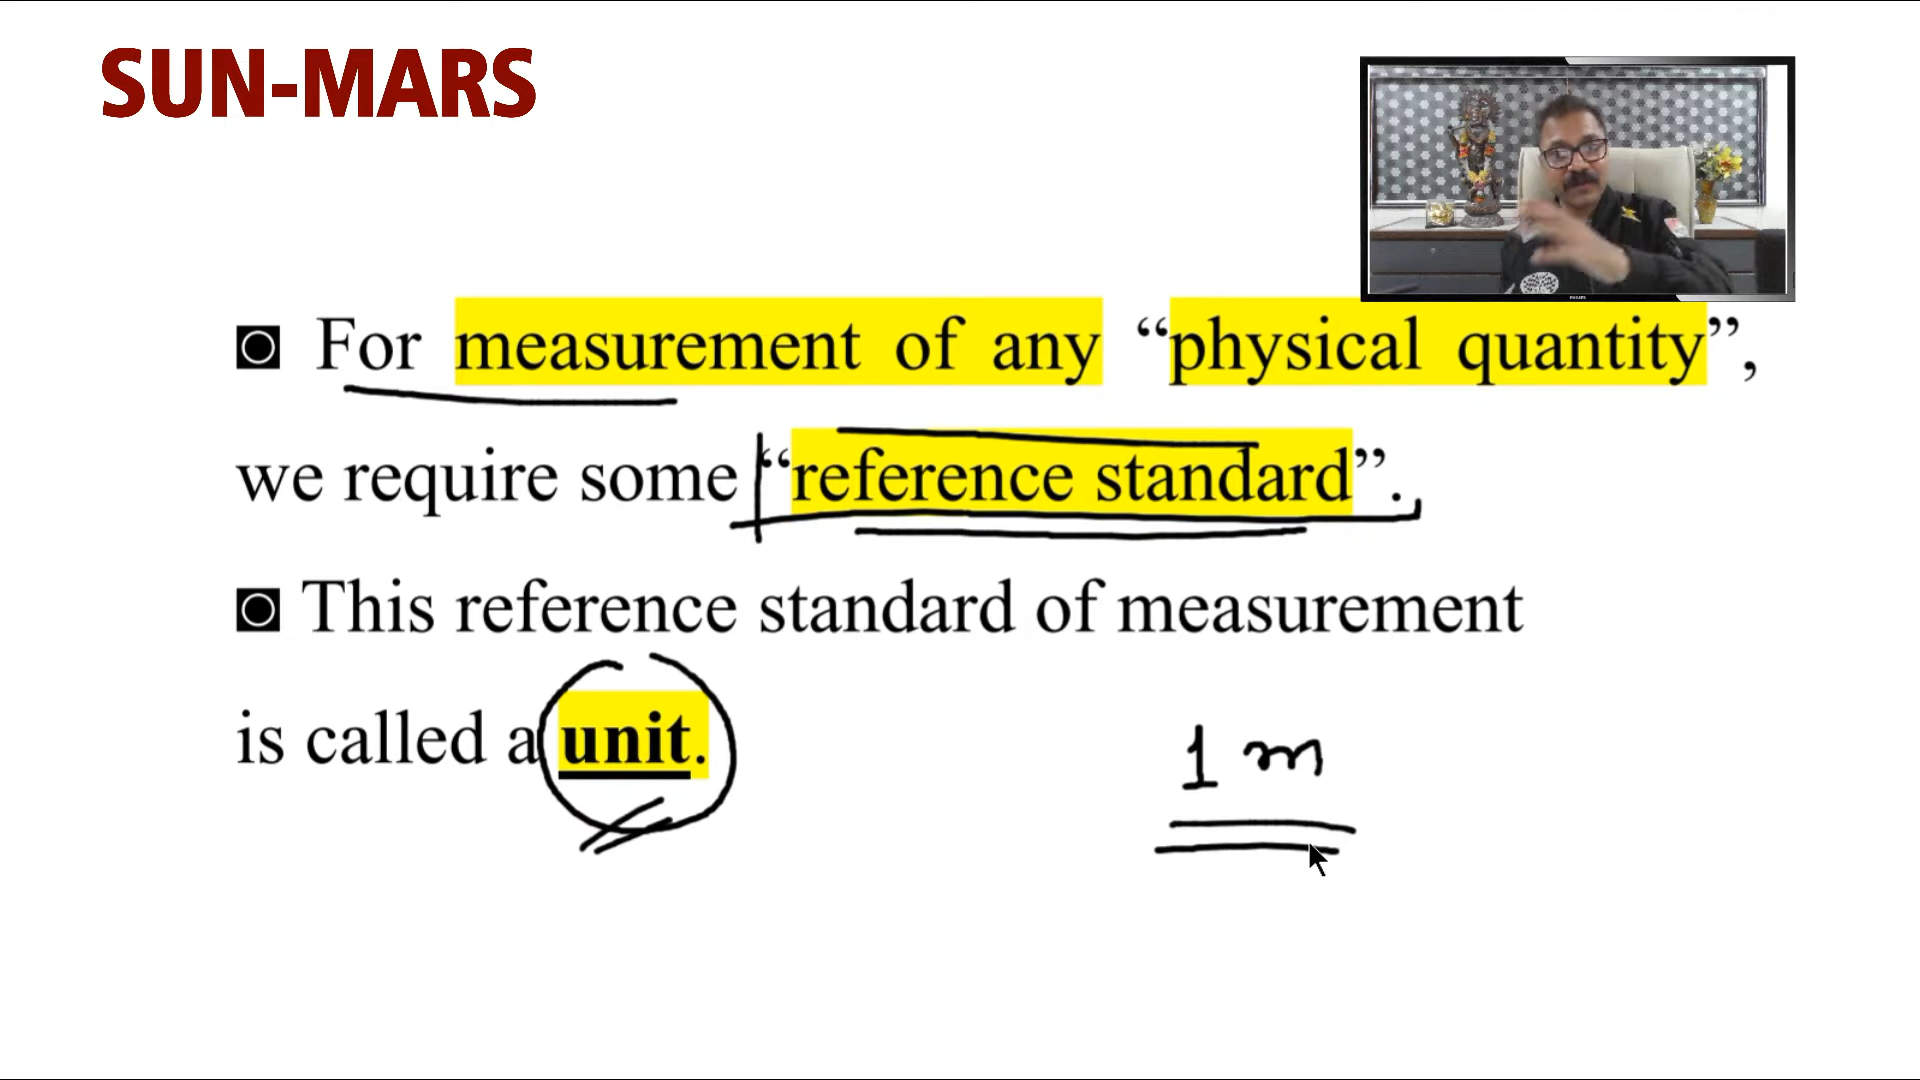 SUN-MARS
◘ For measurement of any “physical quantity”,
we require some “reference standard”.
◘ This reference standard of measurement
is called a unit.
1 m
PHILIPS